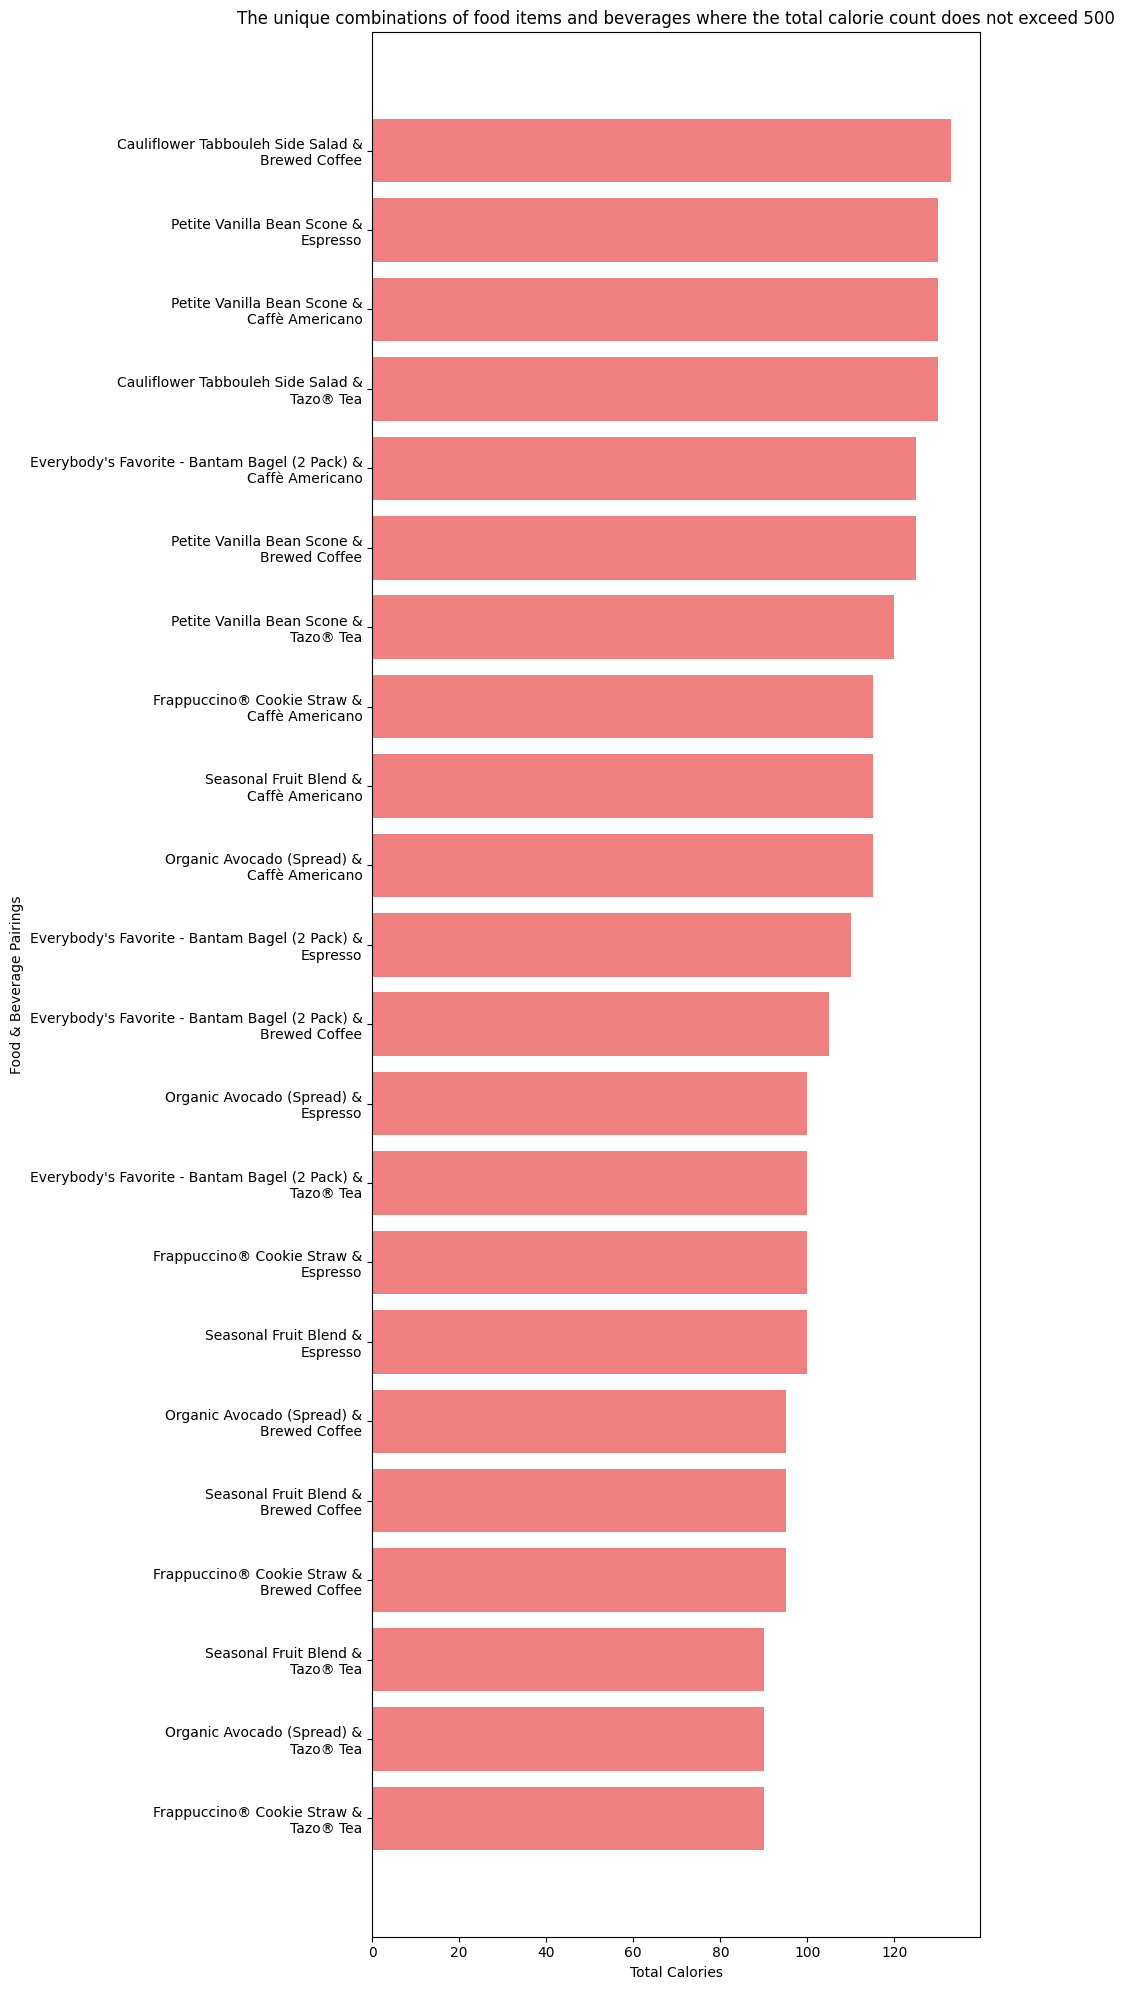 The unique combinations of food items and beverages where the total calorie count does not exceed 500
Cauliflower Tabbouleh Side Salad &
Brewed Coffee
Petite Vanilla Bean Scone &
Espresso
Petite Vanilla Bean Scone &
Caffè Americano
Cauliflower Tabbouleh Side Salad &
Tazo® Tea
Everybody's Favorite - Bantam Bagel (2 Pack) &
Caffè Americano
Petite Vanilla Bean Scone &
Brewed Coffee
Petite Vanilla Bean Scone &
Tazo® Tea
Frappuccino® Cookie Straw &
Caffè Americano
Seasonal Fruit Blend &
Caffè Americano
Organic Avocado (Spread) &
Caffè Americano
Everybody's Favorite - Bantam Bagel (2 Pack) &
Espresso
Everybody's Favorite - Bantam Bagel (2 Pack) &
Brewed Coffee
Organic Avocado (Spread) &
Espresso
Everybody's Favorite - Bantam Bagel (2 Pack) &
Tazo® Tea
Frappuccino® Cookie Straw &
Espresso
Seasonal Fruit Blend &
Espresso
Organic Avocado (Spread) &
Brewed Coffee
Seasonal Fruit Blend &
Brewed Coffee
Frappuccino® Cookie Straw &
Brewed Coffee
Seasonal Fruit Blend &
Tazo® Tea
Organic Avocado (Spread) &
Tazo® Tea
Frappuccino® Cookie Straw &
Tazo® Tea
Food & Beverage Pairings
0 20 40 60 80 100 120
Total Calories